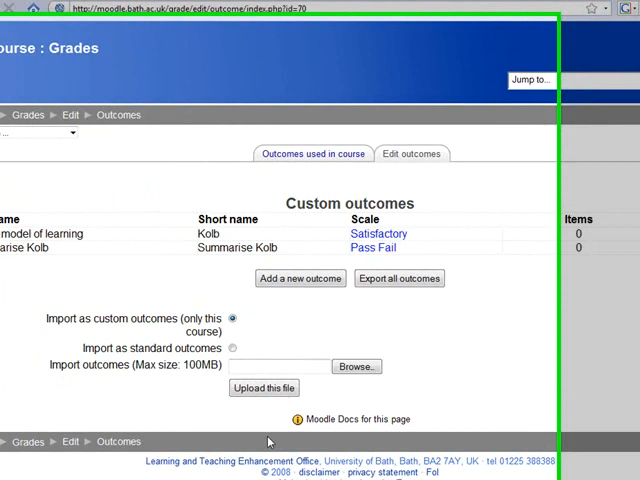 http://moodle.bath.ac.uk/grade/edit/outcome/index.php?id=70
ourse : Grades
Jump to...
Grades ► Edit ► Outcomes
...
Outcomes used in course Edit outcomes
Custom outcomes
ame Short name Scale Items
model of learning Kolb Satisfactory 0
arise Kolb Summarise Kolb Pass Fail 0
Add a new outcome Export all outcomes
Import as custom outcomes (only this
course)
Import as standard outcomes
Import outcomes (Max size: 100MB) Browse..
Upload this file
Moodle Docs for this page
Grades ► Edit ► Outcomes
Learning and Teaching Enhancement Office, University of Bath, Bath, BA2 7AY, UK · tel 01225 388388
© 2008 · disclaimer · privacy statement · FoI